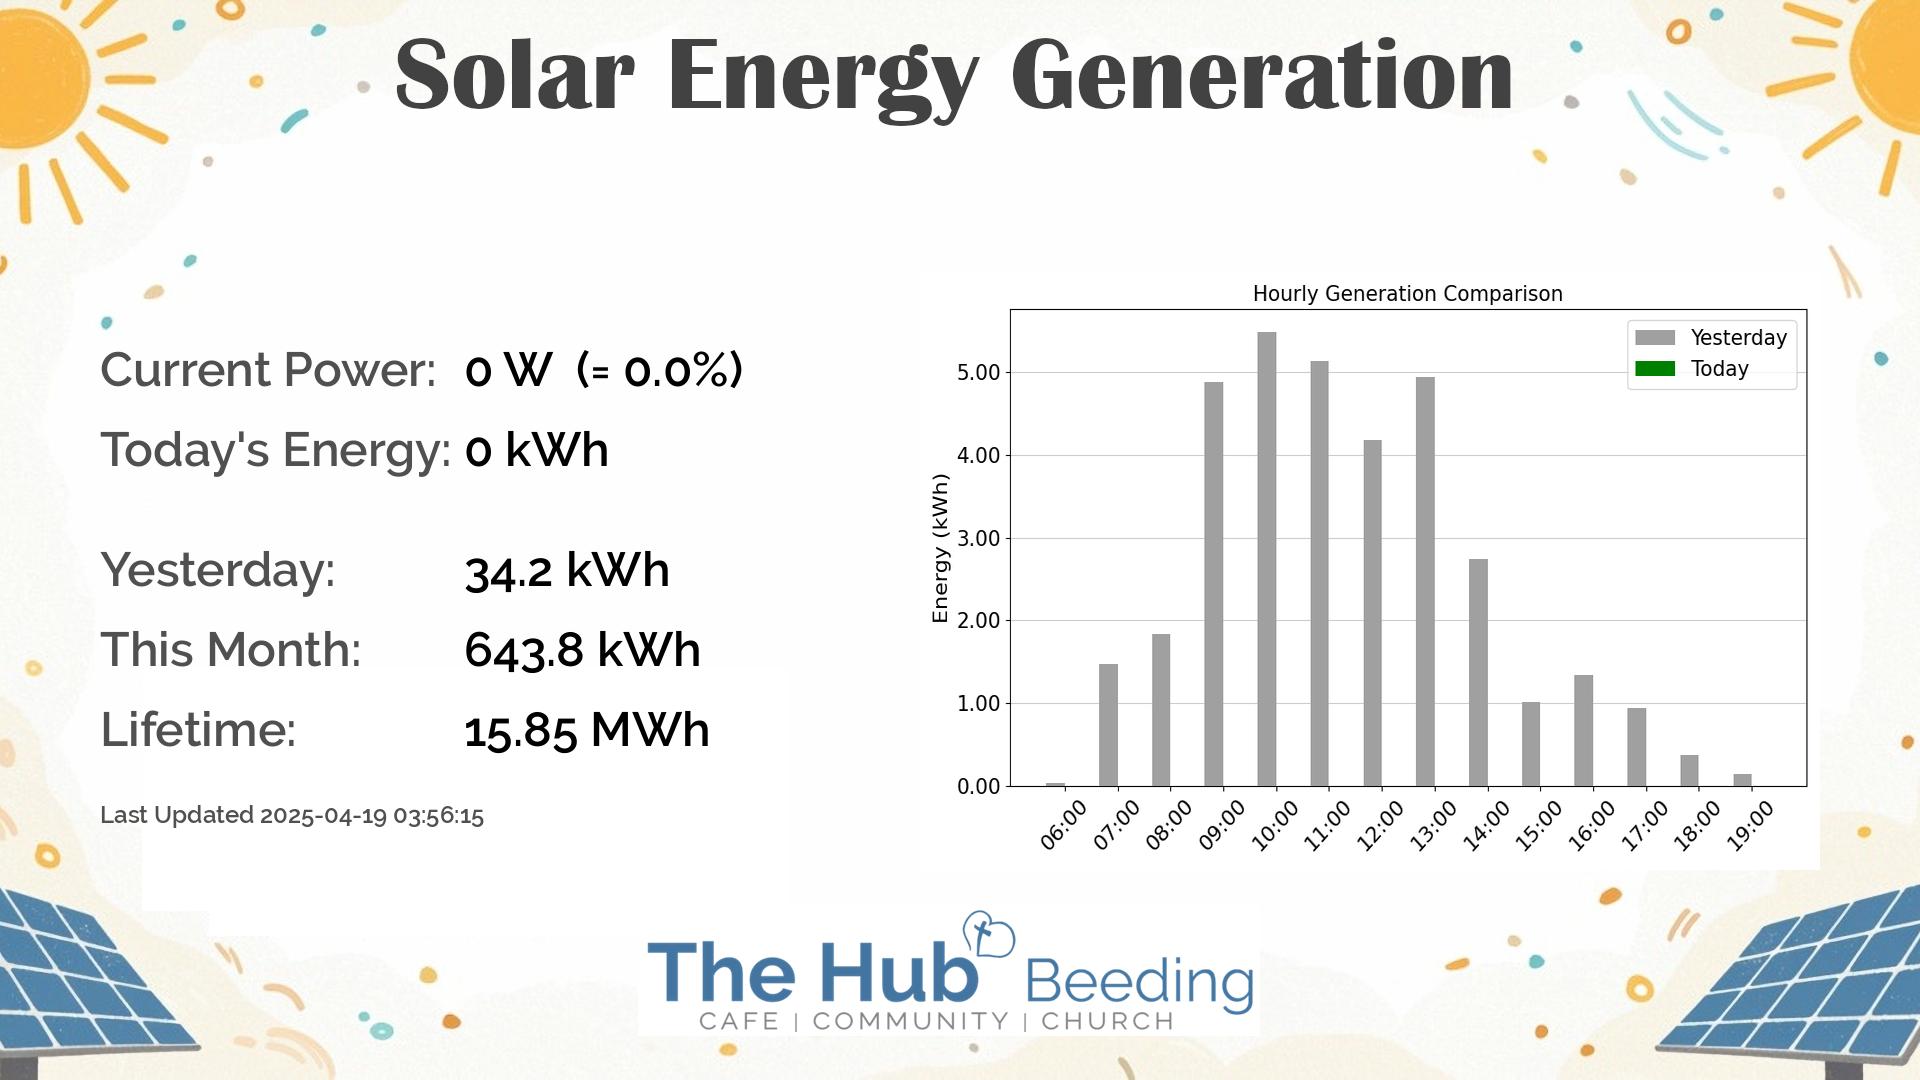 Solar Energy Generation
Current Power: 0 W (= 0.0%)
Today's Energy: 0 kWh
Yesterday: 34.2 kWh
This Month: 643.8 kWh
Lifetime: 15.85 MWh
Last Updated 2025-04-19 03:56:15
Hourly Generation Comparison
Yesterday
Today
Energy (kWh)
5.00
4.00
3.00
2.00
1.00
0.00
06:00 07:00 08:00 09:00 10:00 11:00 12:00 13:00 14:00 15:00 16:00 17:00 18:00 19:00
The Hub Beeding
CAFE | COMMUNITY | CHURCH